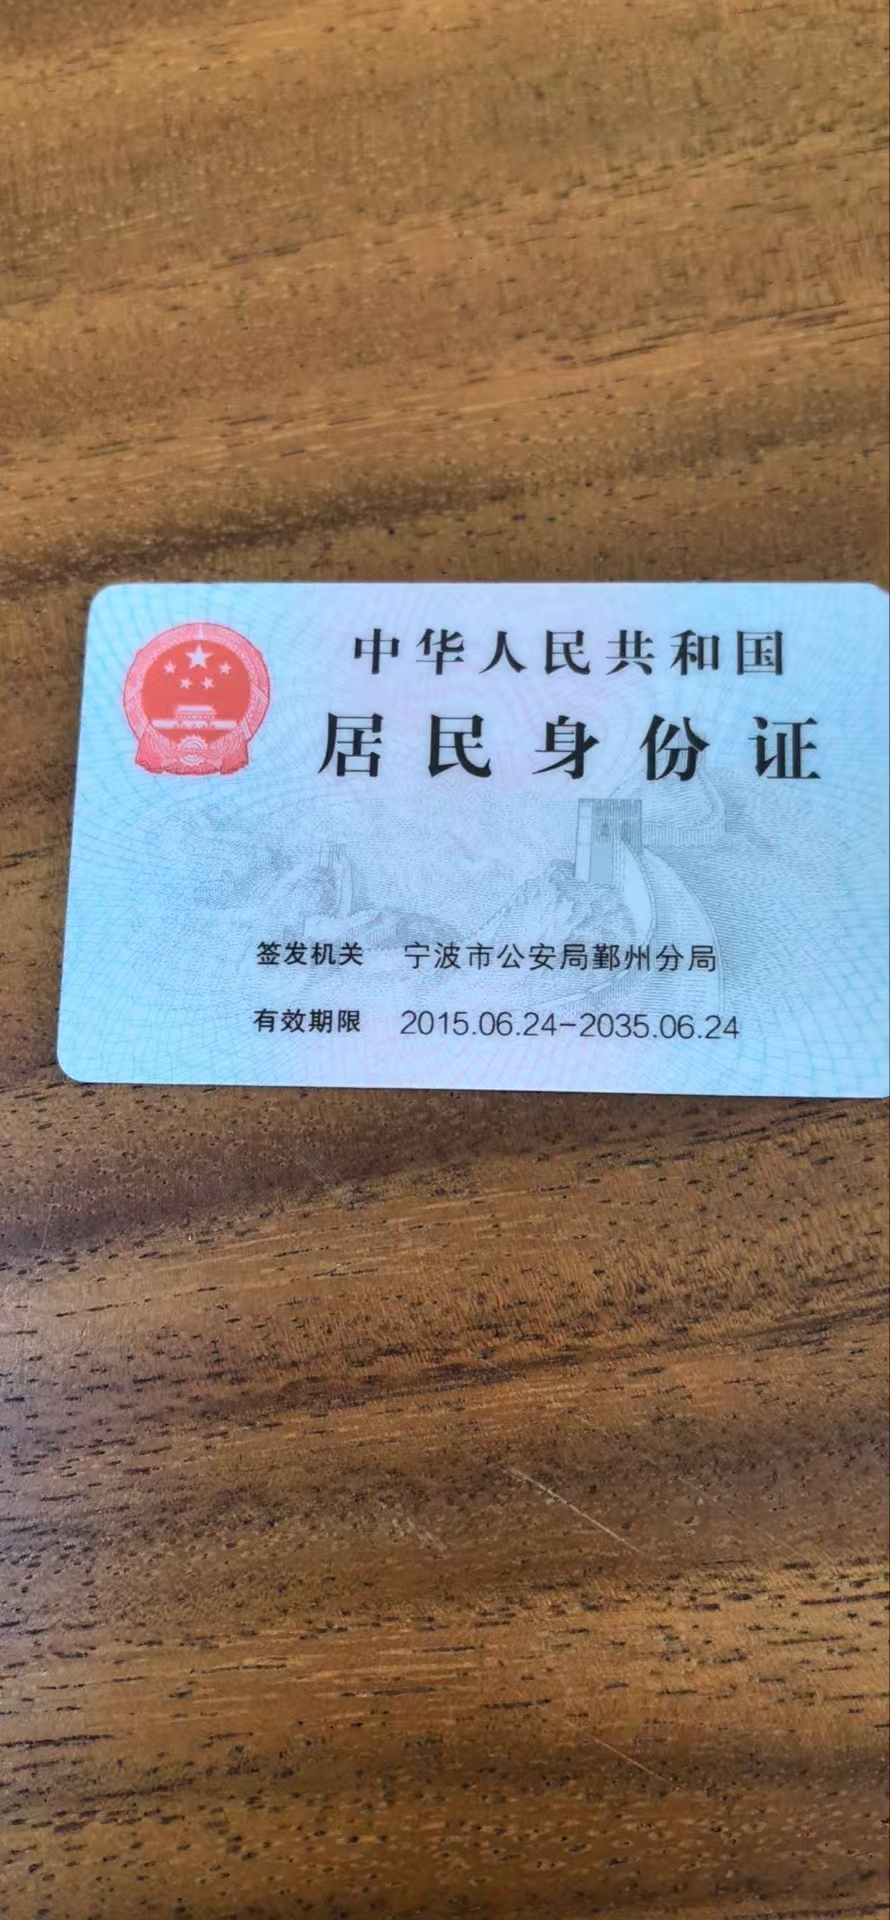 中华人民共和国
居民身份证
签发机关 宁波市公安局鄞州分局
有效期限 2015.06.24-2035.06.24